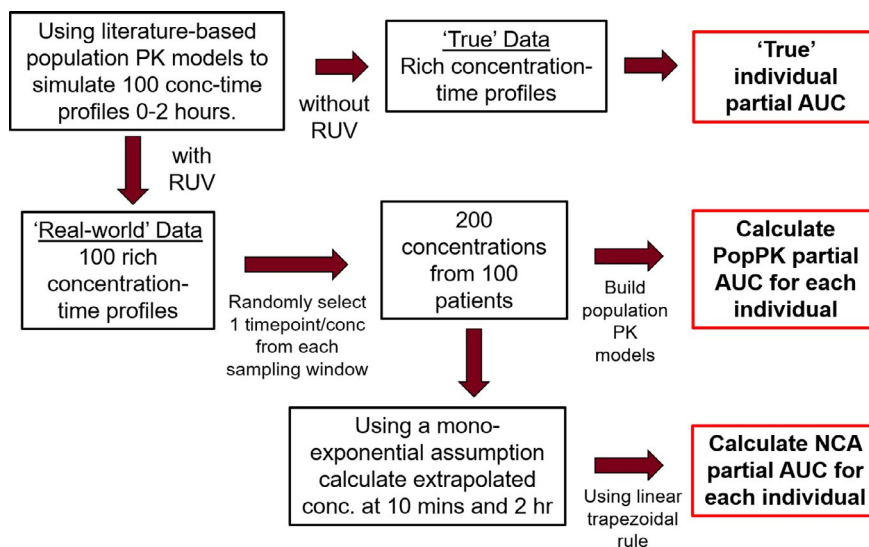 Using literature-based
population PK models to
simulate 100 conc-time
profiles 0-2 hours.
without
RUV
‘True’ Data
Rich concentration-
time profiles
‘True’
individual
partial AUC
with
RUV
‘Real-world’ Data
100 rich
concentration-
time profiles
Randomly select
1 timepoint/conc
from each
sampling window
200
concentrations
from 100
patients
Build
population
PK
models
Calculate
PopPK partial
AUC for each
individual
Using a mono-
exponential assumption
calculate extrapolated
conc. at 10 mins and 2 hr
Using linear
trapezoidal
rule
Calculate NCA
partial AUC for
each individual